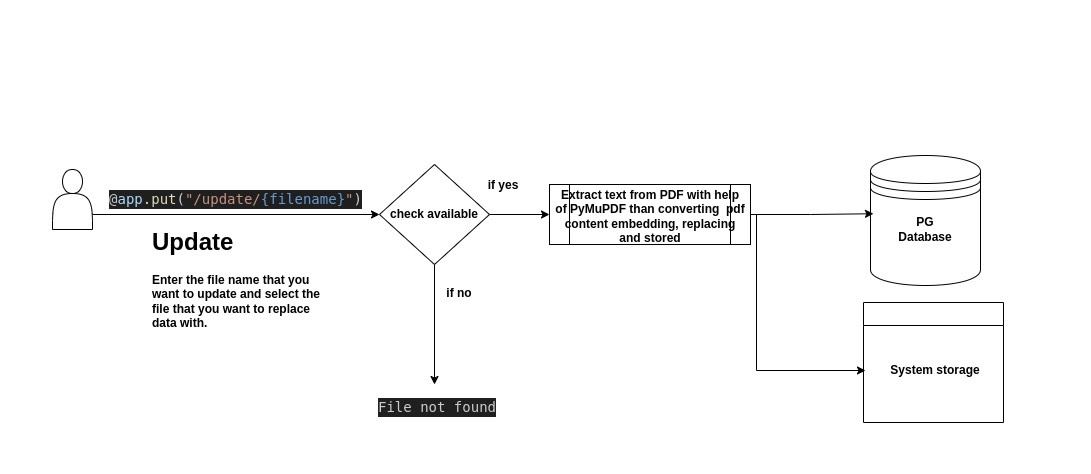 @app.put("/update/{filename}")
Update
Enter the file name that you
want to update and select the
file that you want to replace
data with.
check available
if yes
if no
File not found
Extract text from PDF with help
of PyMuPDF than converting pdf
content embedding, replacing
and stored
PG
Database
System storage